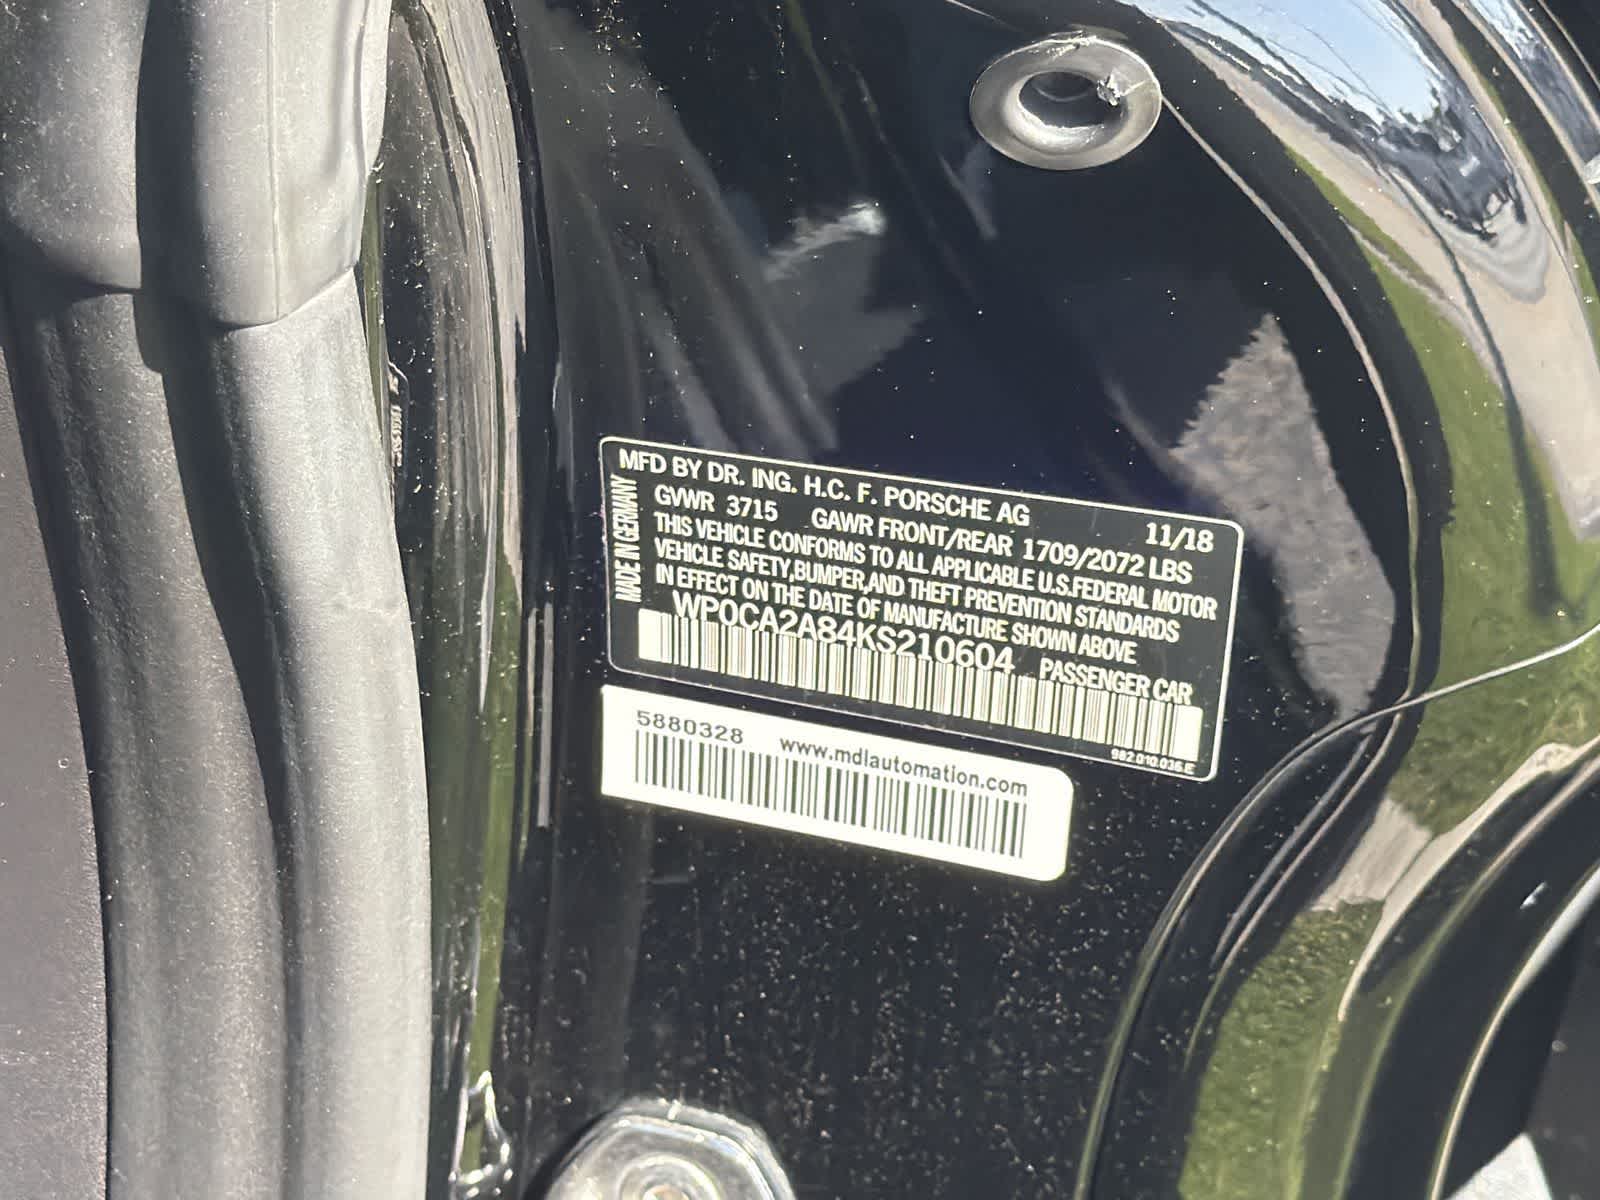 MFD BY DR. ING. H.C. F. PORSCHE AG 11/18
GVWR 3715 GAWR FRONT/REAR 1709/2072 LBS
THIS VEHICLE CONFORMS TO ALL APPLICABLE U.S.FEDERAL MOTOR
VEHICLE SAFETY,BUMPER,AND THEFT PREVENTION STANDARDS
IN EFFECT ON THE DATE OF MANUFACTURE SHOWN ABOVE
WP0CA2A84KS210604 PASSENGER CAR
MADE IN GERMANY
982.010.036 E
5880328 www.mdlautomation.com